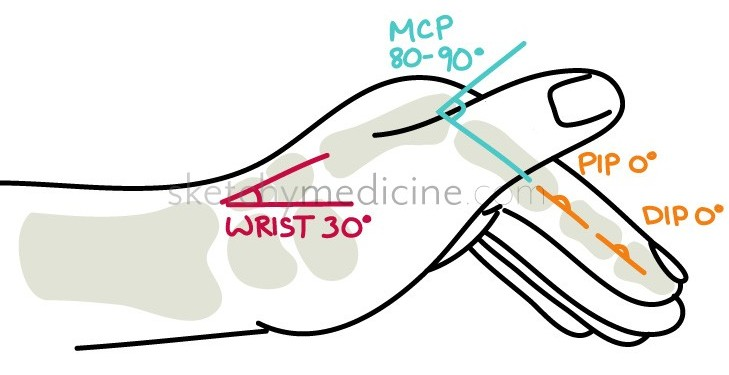 MCP
80-90°
PIP 0°
sketchymedicine.com
DIP 0°
WRIST 30°